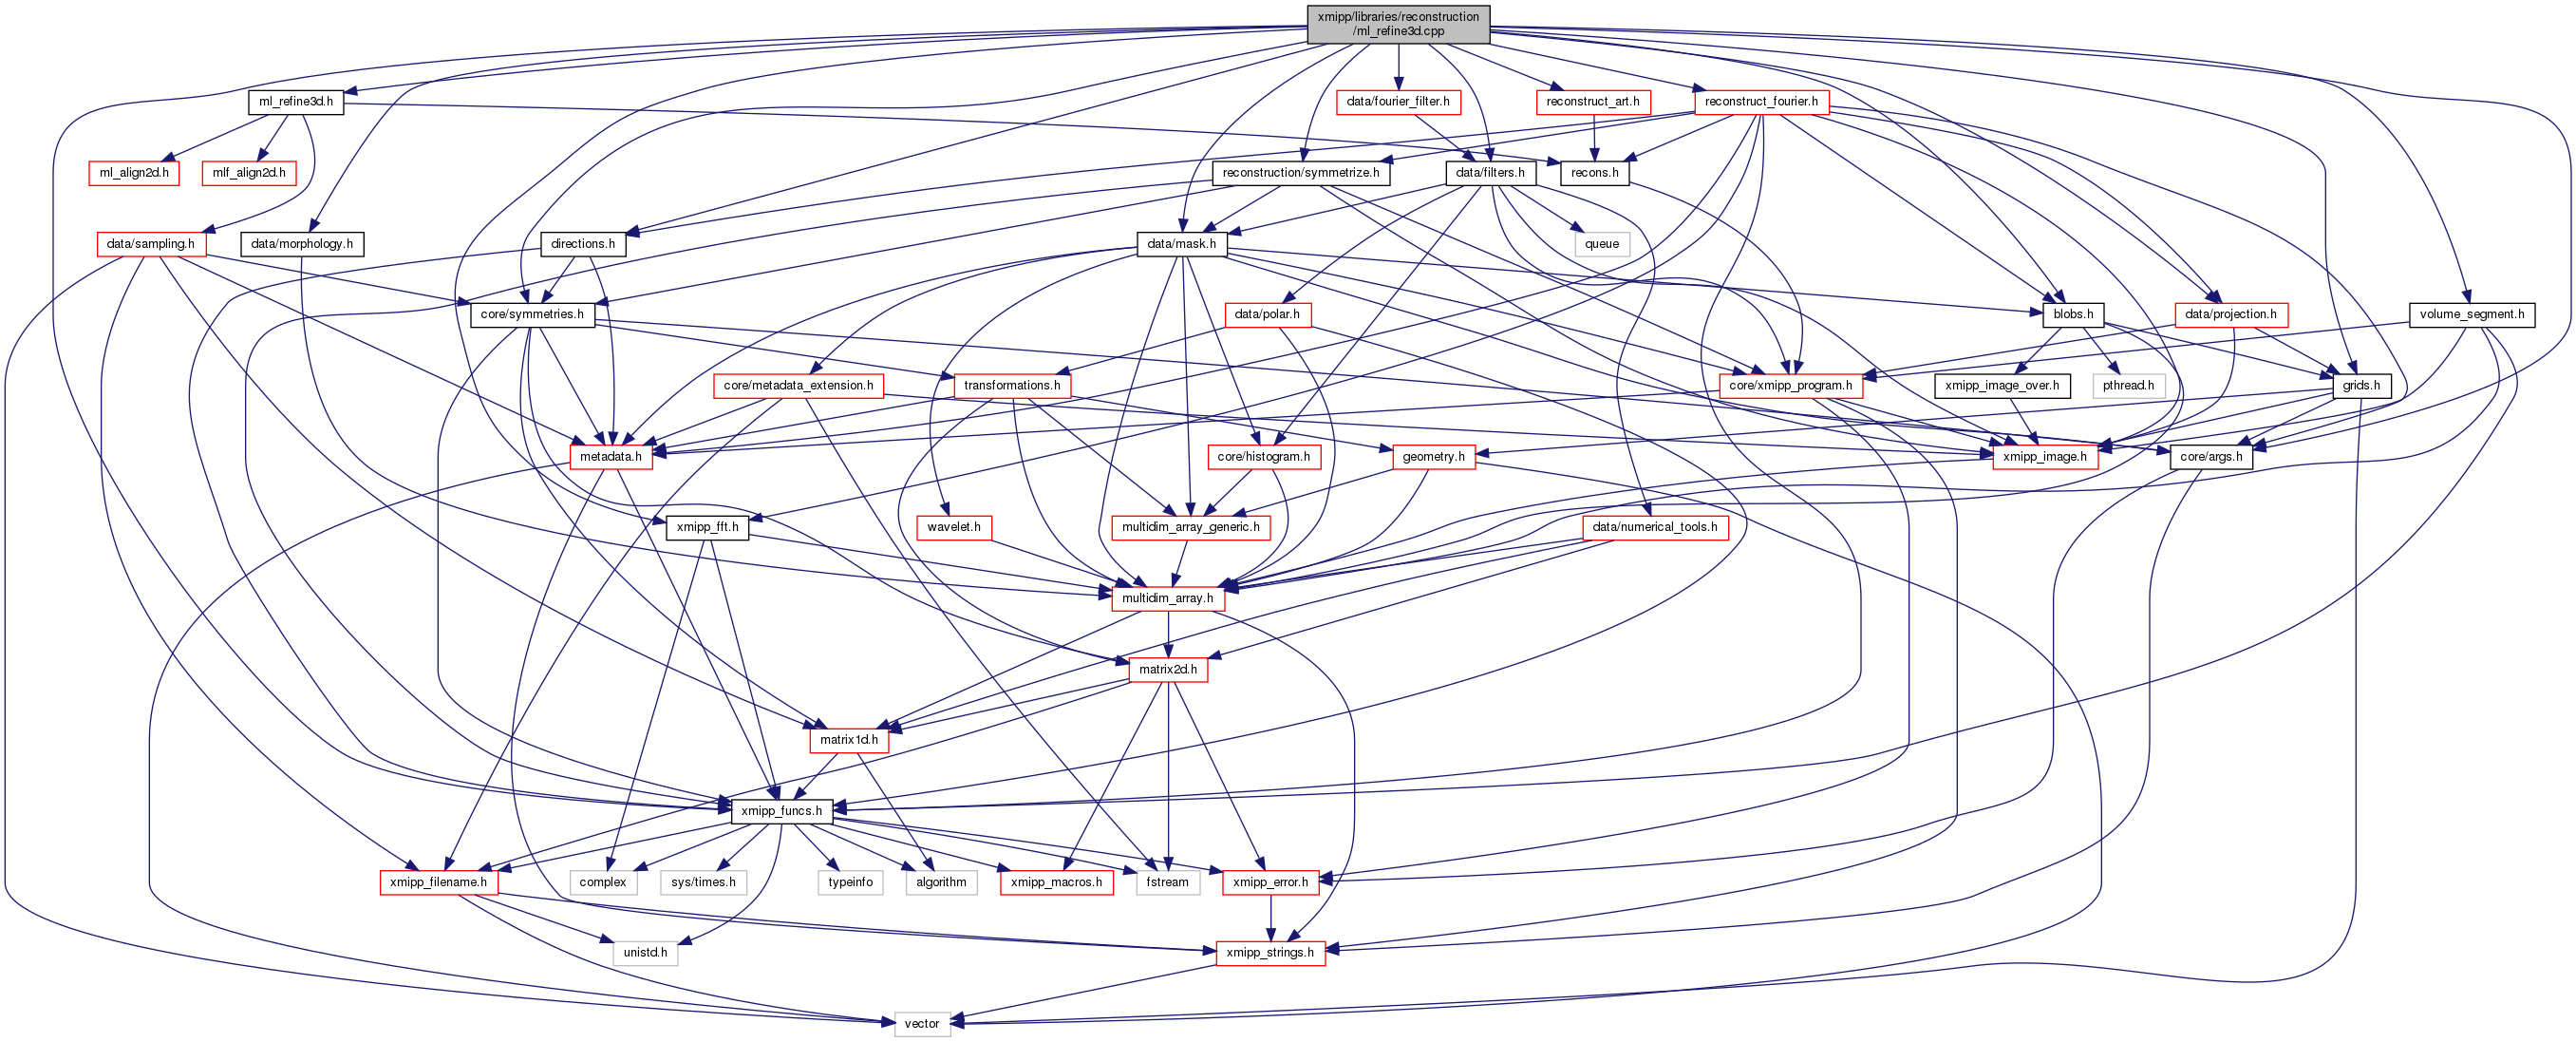 xmipp/libraries/reconstruction
/ml_refine3d.cpp
ml_refine3d.h
data/fourier_filter.h
reconstruct_art.h
reconstruct_fourier.h
ml_align2d.h
mlf_align2d.h
reconstruction/symmetrize.h
data/filters.h
recons.h
data/sampling.h
data/morphology.h
directions.h
data/mask.h
queue
core/symmetries.h
data/polar.h
blobs.h
data/projection.h
volume_segment.h
core/metadata_extension.h
transformations.h
core/xmipp_program.h
xmipp_image_over.h
pthread.h
grids.h
metadata.h
core/histogram.h
geometry.h
xmipp_image.h
core/args.h
xmipp_fft.h
wavelet.h
multidim_array_generic.h
data/numerical_tools.h
multidim_array.h
matrix2d.h
matrix1d.h
xmipp_funcs.h
xmipp_filename.h
complex
sys/times.h
typeinfo
algorithm
xmipp_macros.h
fstream
xmipp_error.h
unistd.h
xmipp_strings.h
vector